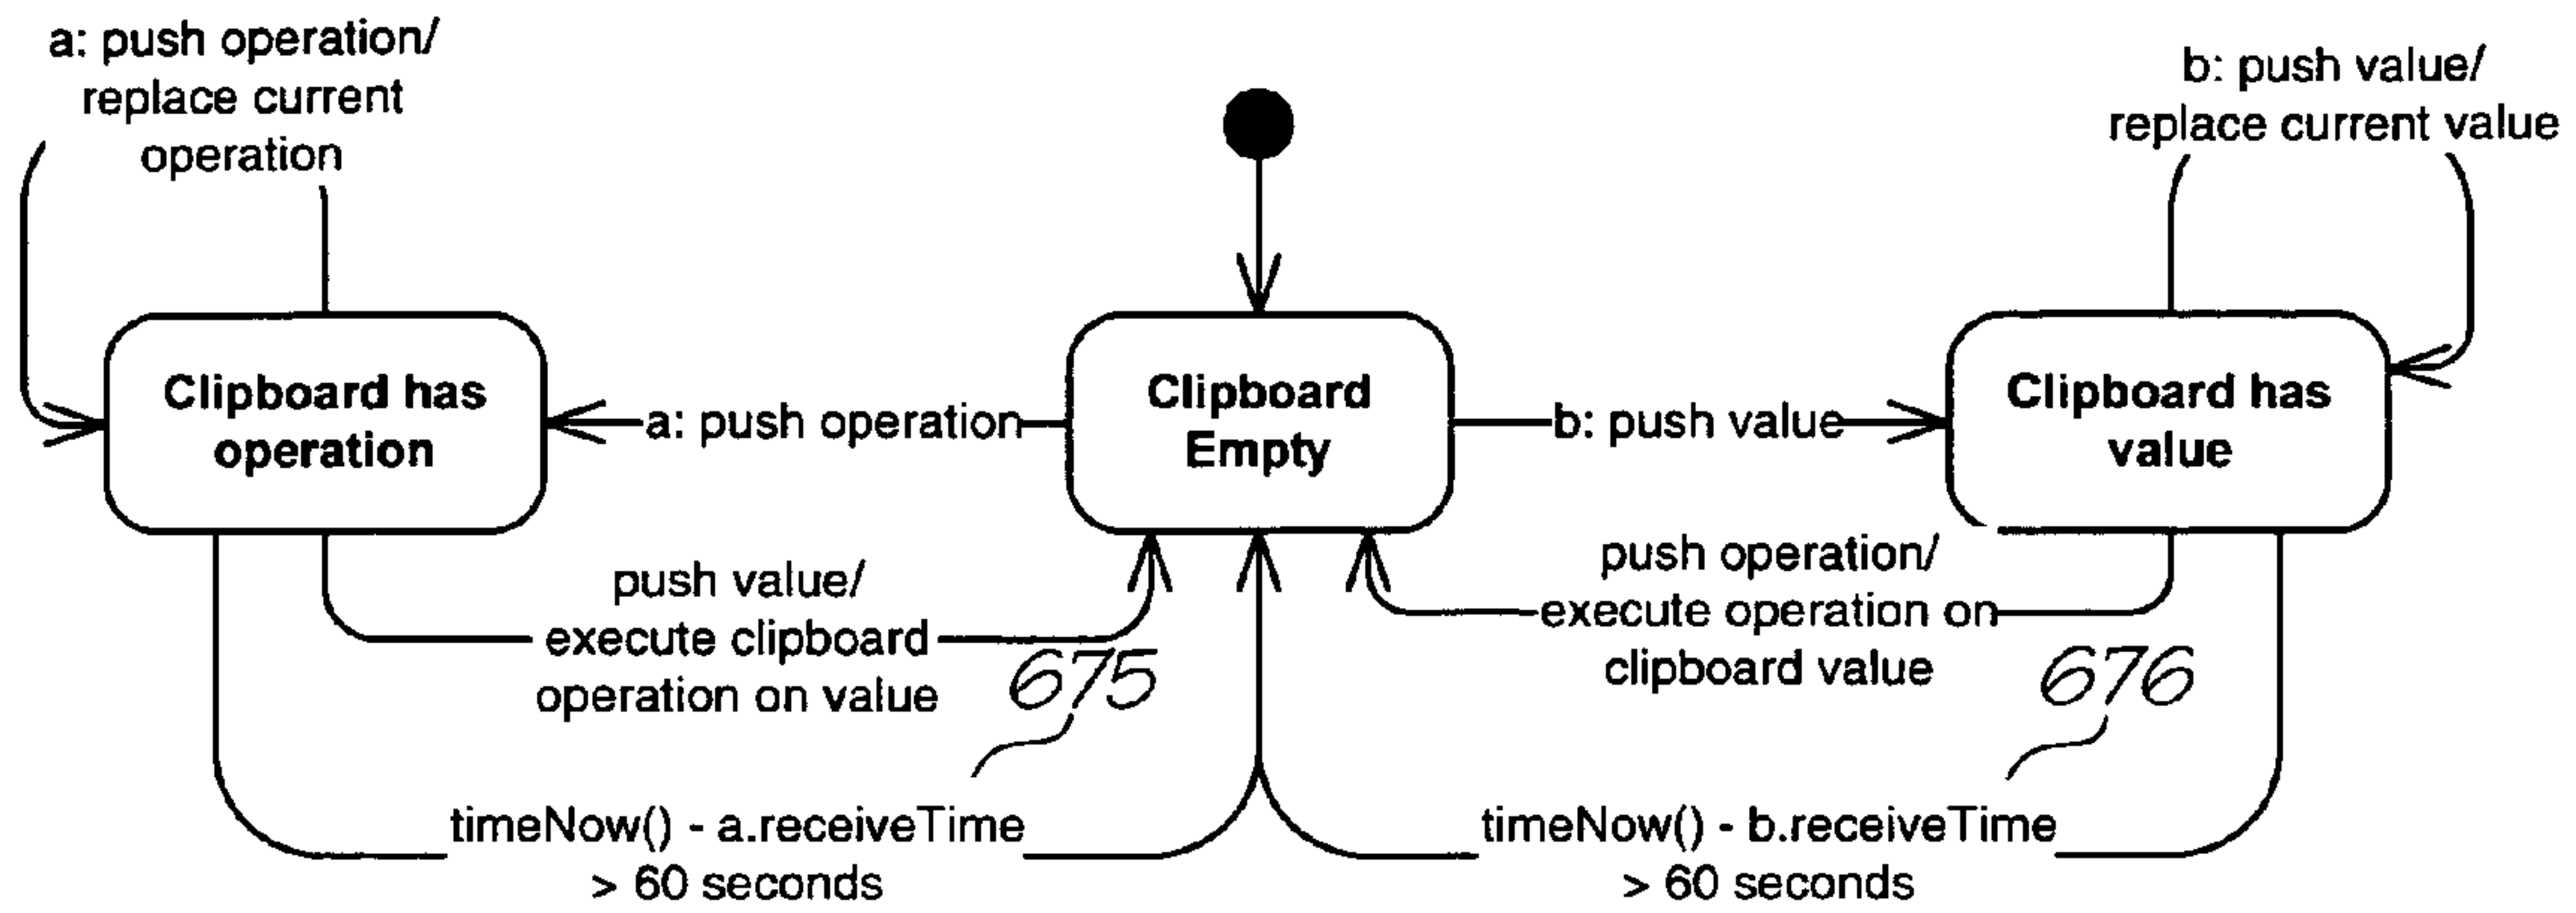 a: push operation/
replace current
operation
b: push value/
replace current value
Clipboard has
operation
a: push operation
Clipboard
Empty
b: push value
Clipboard has
value
push value/
execute clipboard
operation on value
675
push operation/
execute operation on
clipboard value
676
timeNow() - a.receiveTime
> 60 seconds
timeNow() - b.receiveTime
> 60 seconds